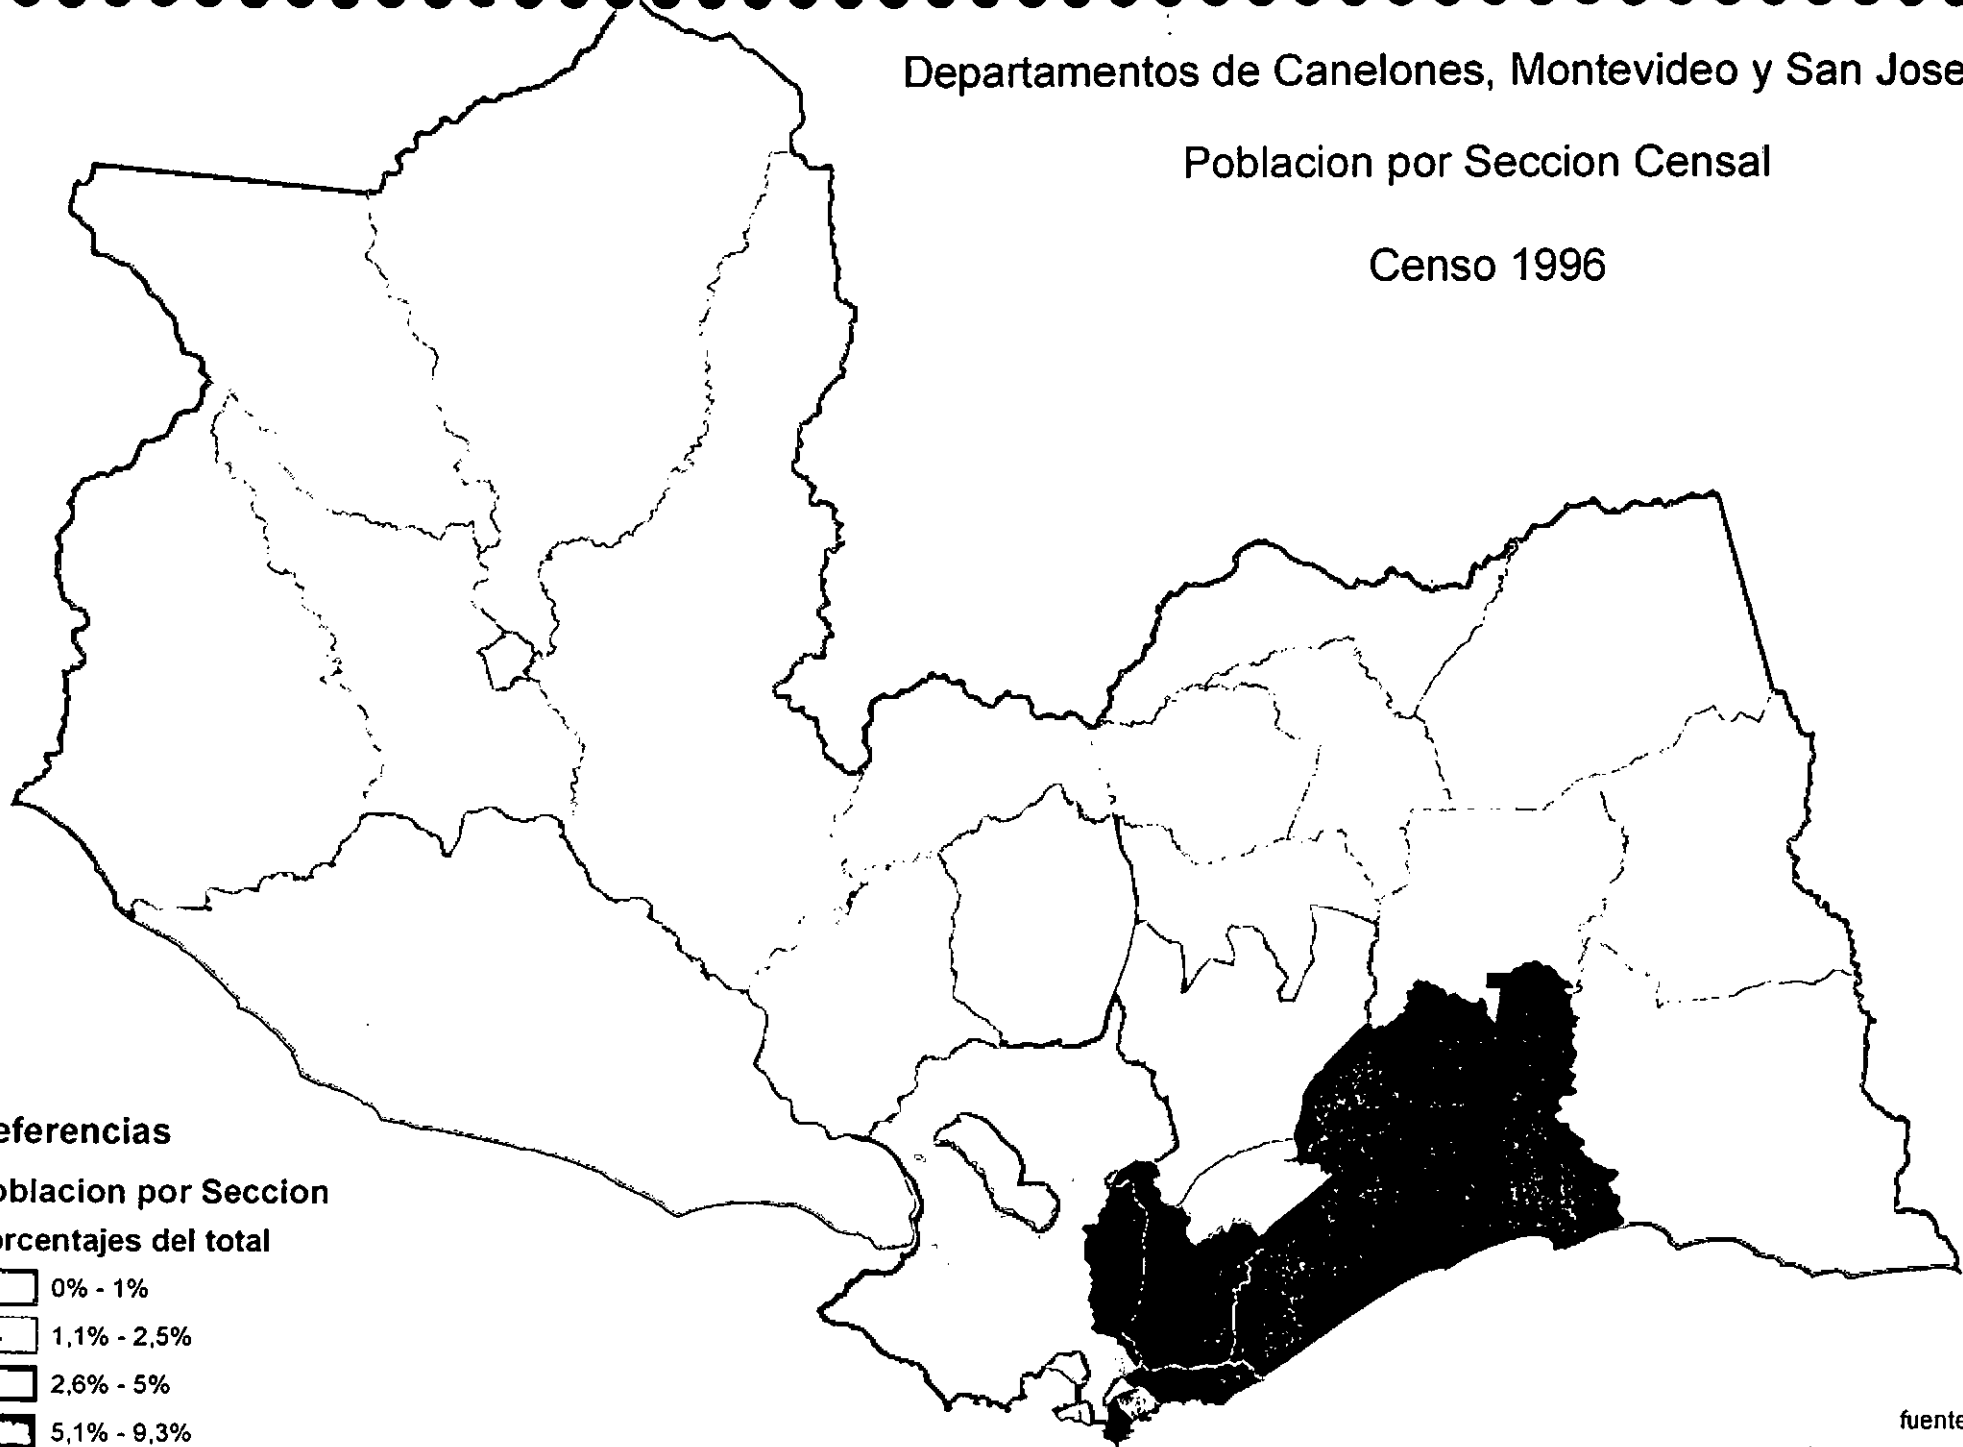 Departamentos de Canelones, Montevideo y San Jose
Poblacion por Seccion Censal
Censo 1996
eferencias
oblacion por Seccion
orcentajes del total
0% - 1%
1,1% - 2,5%
2,6% - 5%
5,1% - 9,3%
fuente